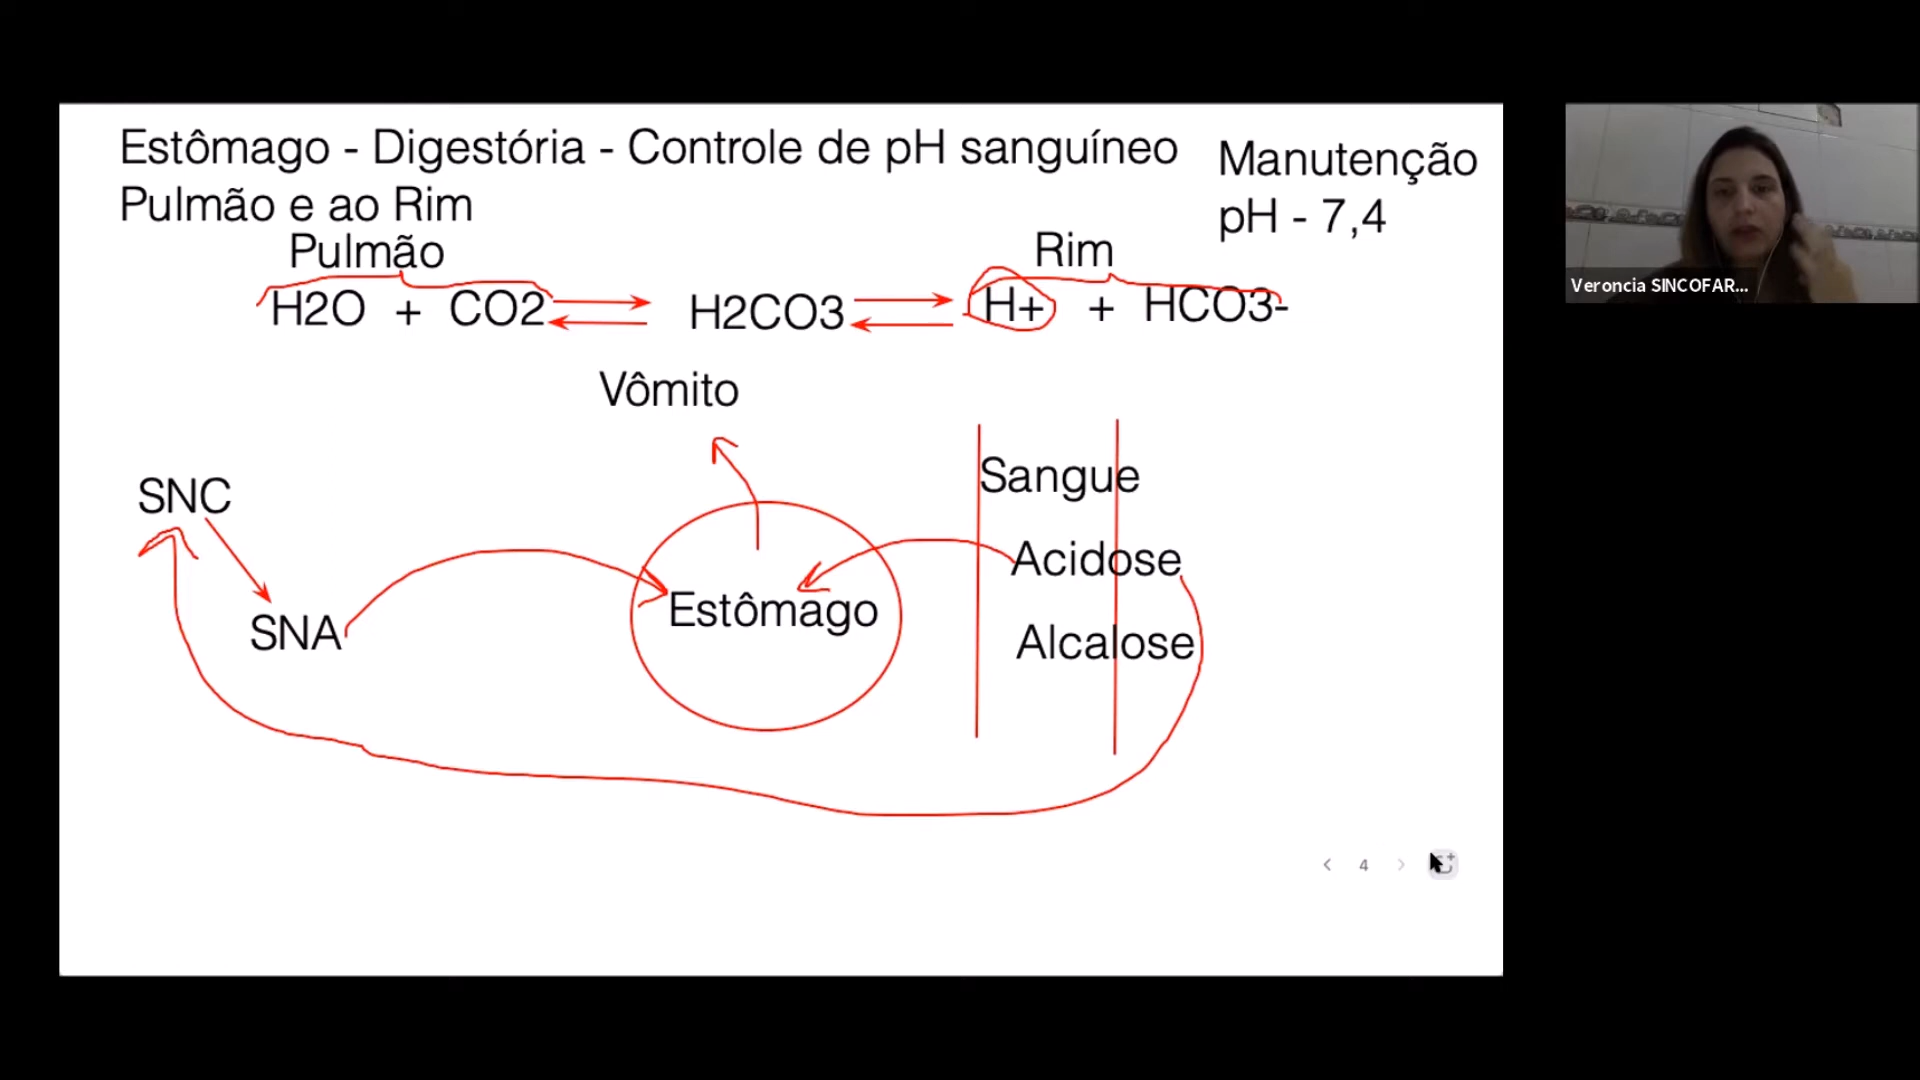 Estômago - Digestória - Controle de pH sanguíneo
Pulmão e ao Rim
Manutenção
pH - 7,4
Pulmão
Rim
H2O + CO2 H2CO3 H+ + HCO3-
Vômito
SNC
Sangue
Acidose
Estômago
SNA
Alcalose
4
Veroncia SINCOFAR...